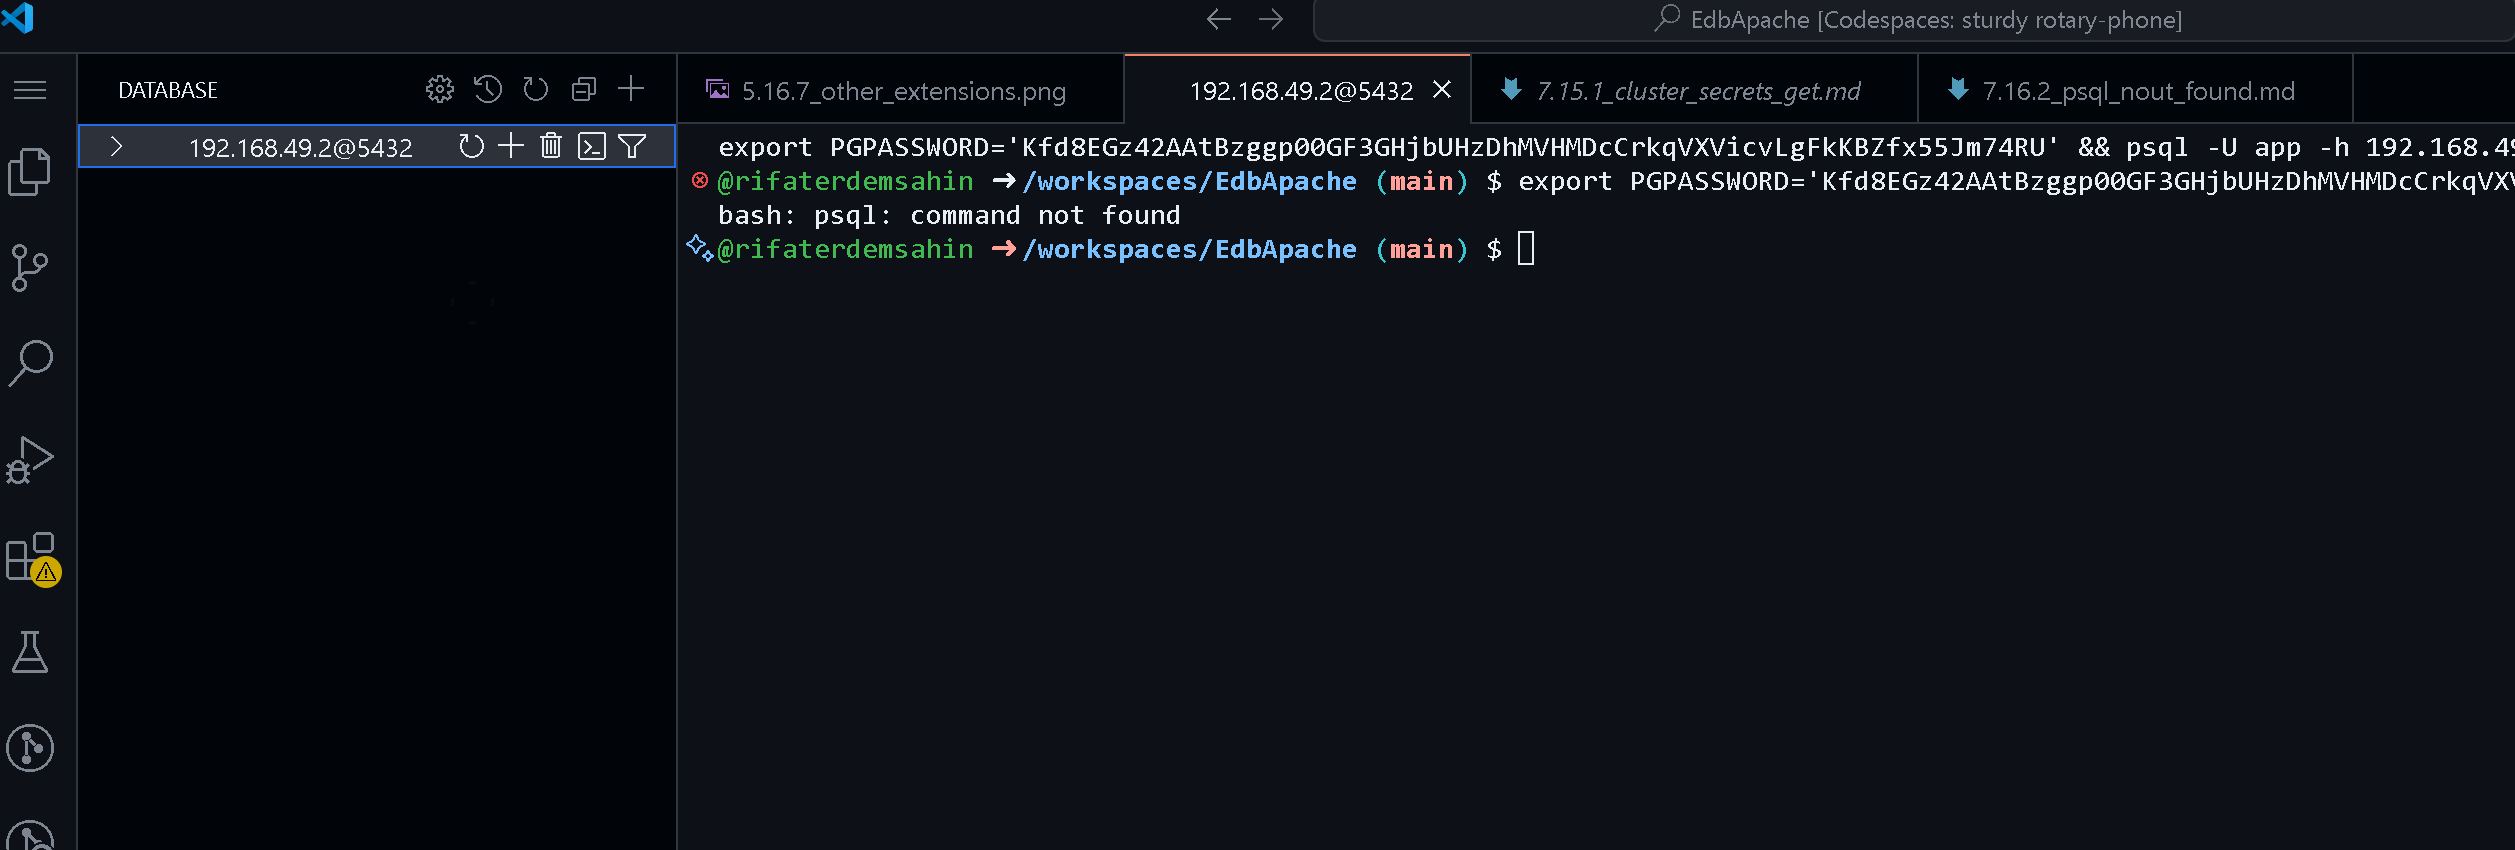 EdbApache [Codespaces: sturdy rotary-phone]
DATABASE
5.16.7_other_extensions.png
192.168.49.2@5432
7.15.1_cluster_secrets_get.md
7.16.2_psql_nout_found.md
192.168.49.2@5432
export PGPASSWORD='Kfd8EGz42AAtBzggp00GF3GHjbUHzDhMVHMDcCrkqVXVicvLgFkKBZfx55Jm74RU' && psql -U app -h 192.168.49
@rifaterdemsahin ➜ /workspaces/EdbApache (main) $ export PGPASSWORD='Kfd8EGz42AAtBzggp00GF3GHjbUHzDhMVHMDcCrkqVXV
bash: psql: command not found
@rifaterdemsahin ➜ /workspaces/EdbApache (main) $